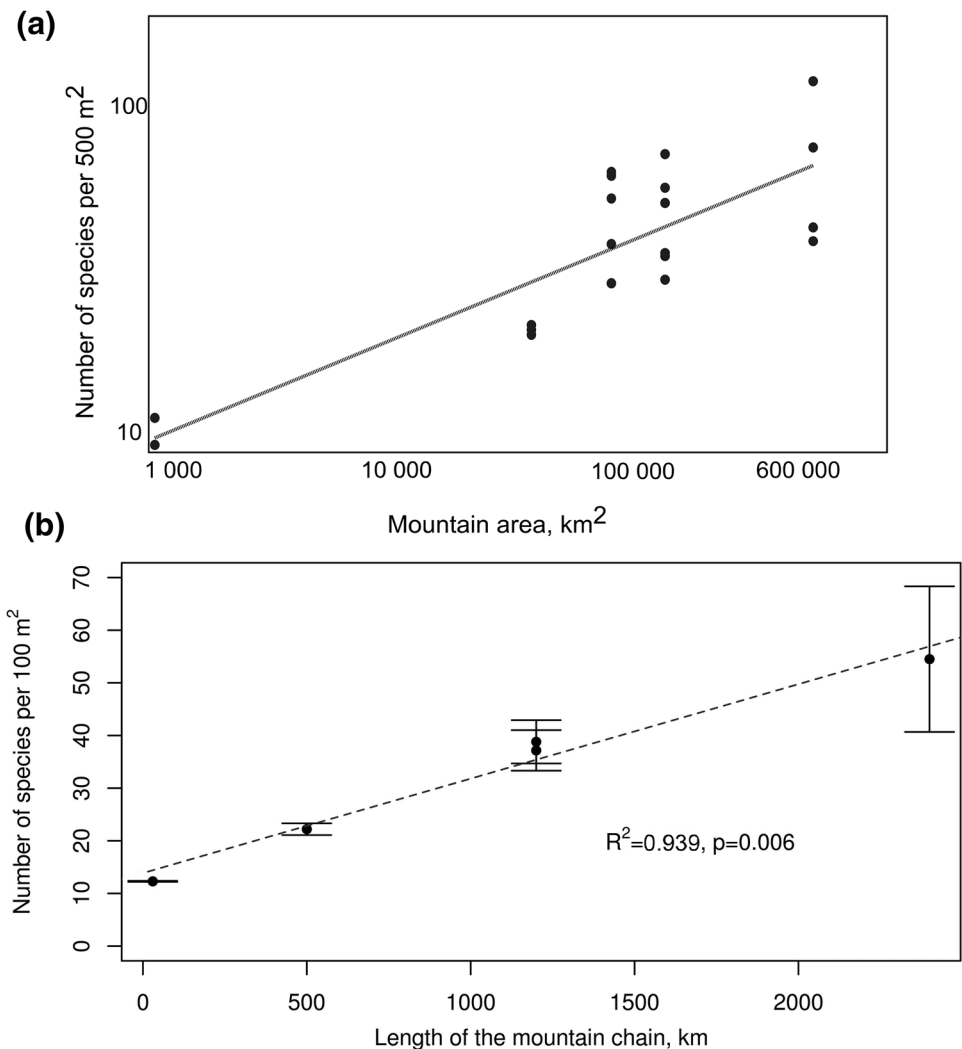 (a)
Number of species per 500 m²
100
10
1 000 10 000 100 000 600 000
Mountain area, km²
(b)
Number of species per 100 m²
70
60
50
40
30
20
10
0
R²=0.939, p=0.006
0 500 1000 1500 2000
Length of the mountain chain, km